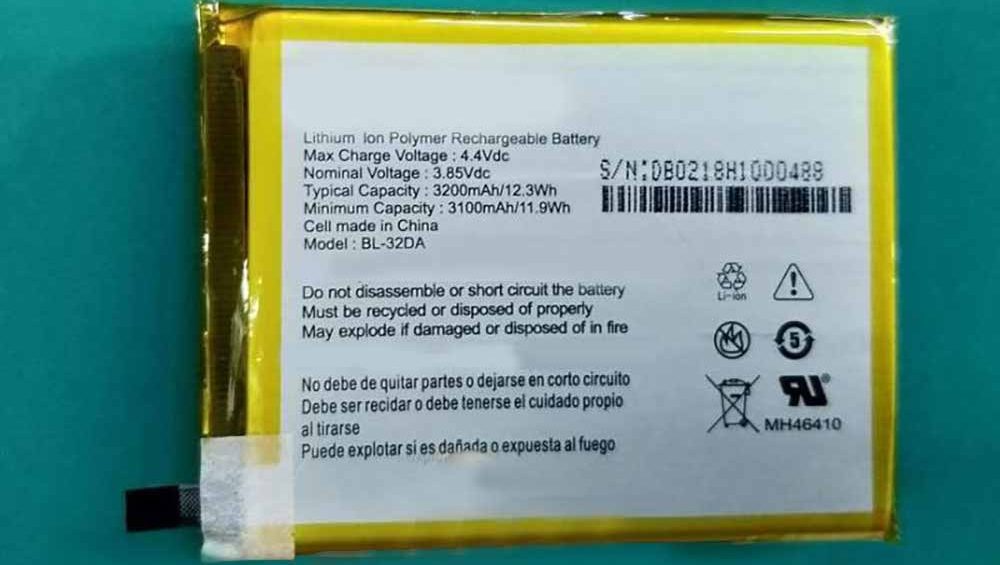 Lithium Ion Polymer Rechargeable Battery
Max Charge Voltage : 4.4Vdc
Nominal Voltage : 3.85Vdc
Typical Capacity : 3200mAh/12.3Wh
Minimum Capacity : 3100mAh/11.9Wh
Cell made in China
Model : BL-32DA
S/N:DB0218H1000489
Do not disassemble or short circuit the battery
Must be recycled or disposed of properly
May explode if damaged or disposed of in fire
Li-ion
5
No debe de quitar partes o dejarse en corto circuito
Debe ser recidar o debe tenerse el cuidado propio
al tirarse
Puede explotar si es dañada o expuesta al fuego
RU®
MH46410